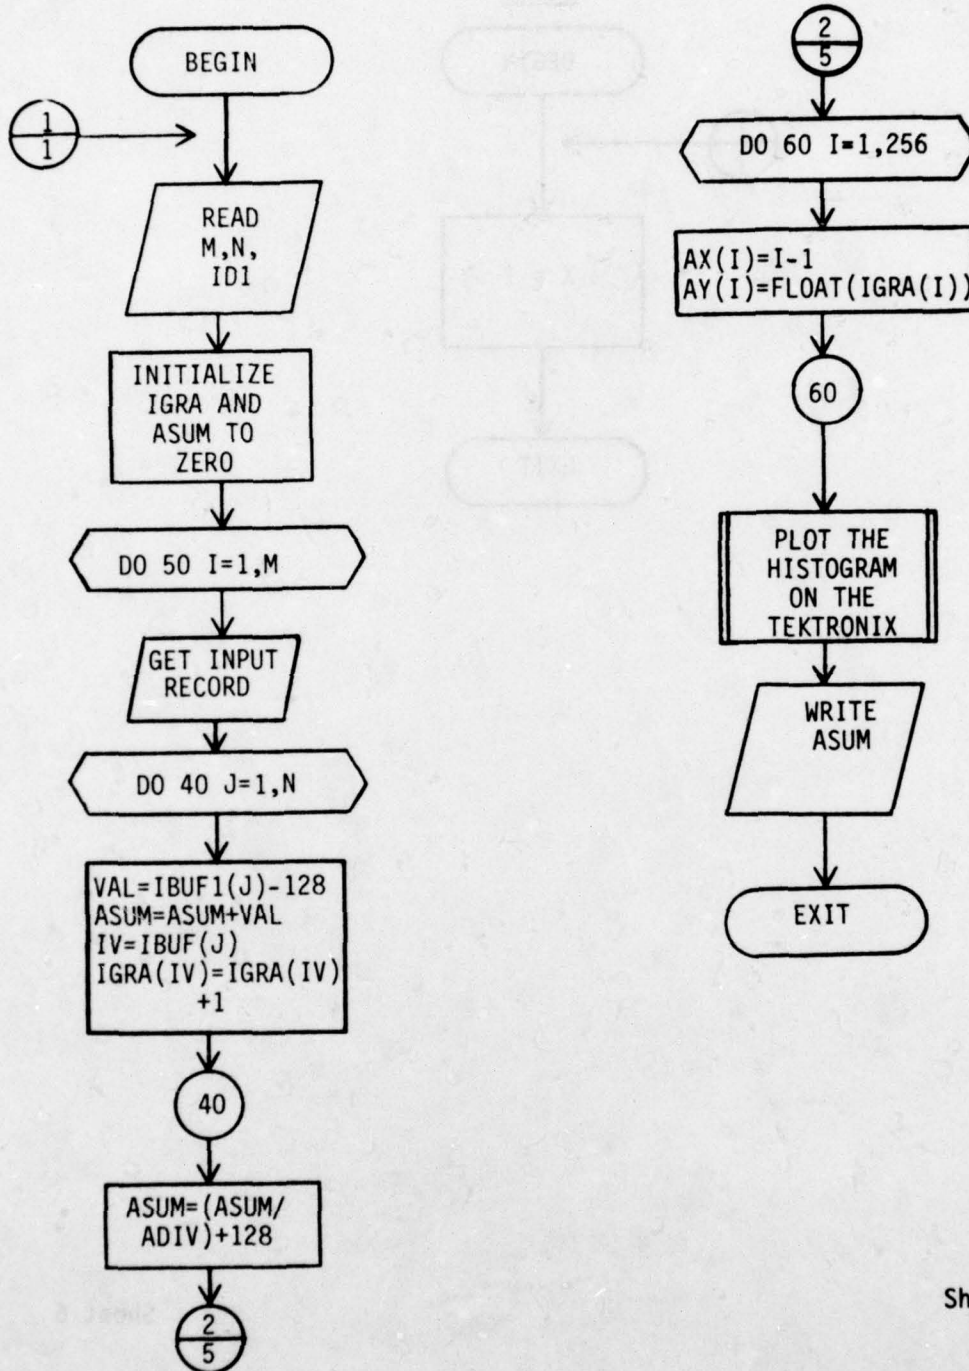 BEGIN
1
1
READ
M,N,
ID1
INITIALIZE
IGRA AND
ASUM TO
ZERO
DO 50 I=1,M
GET INPUT
RECORD
DO 40 J=1,N
VAL=IBUF1(J)-128
ASUM=ASUM+VAL
IV=IBUF(J)
IGRA(IV)=IGRA(IV)
+1
40
ASUM=(ASUM/
ADIV)+128
2
5
2
5
DO 60 I=1,256
AX(I)=I-1
AY(I)=FLOAT(IGRA(I))
60
PLOT THE
HISTOGRAM
ON THE
TEKTRONIX
WRITE
ASUM
EXIT
Sh
Sheet 6